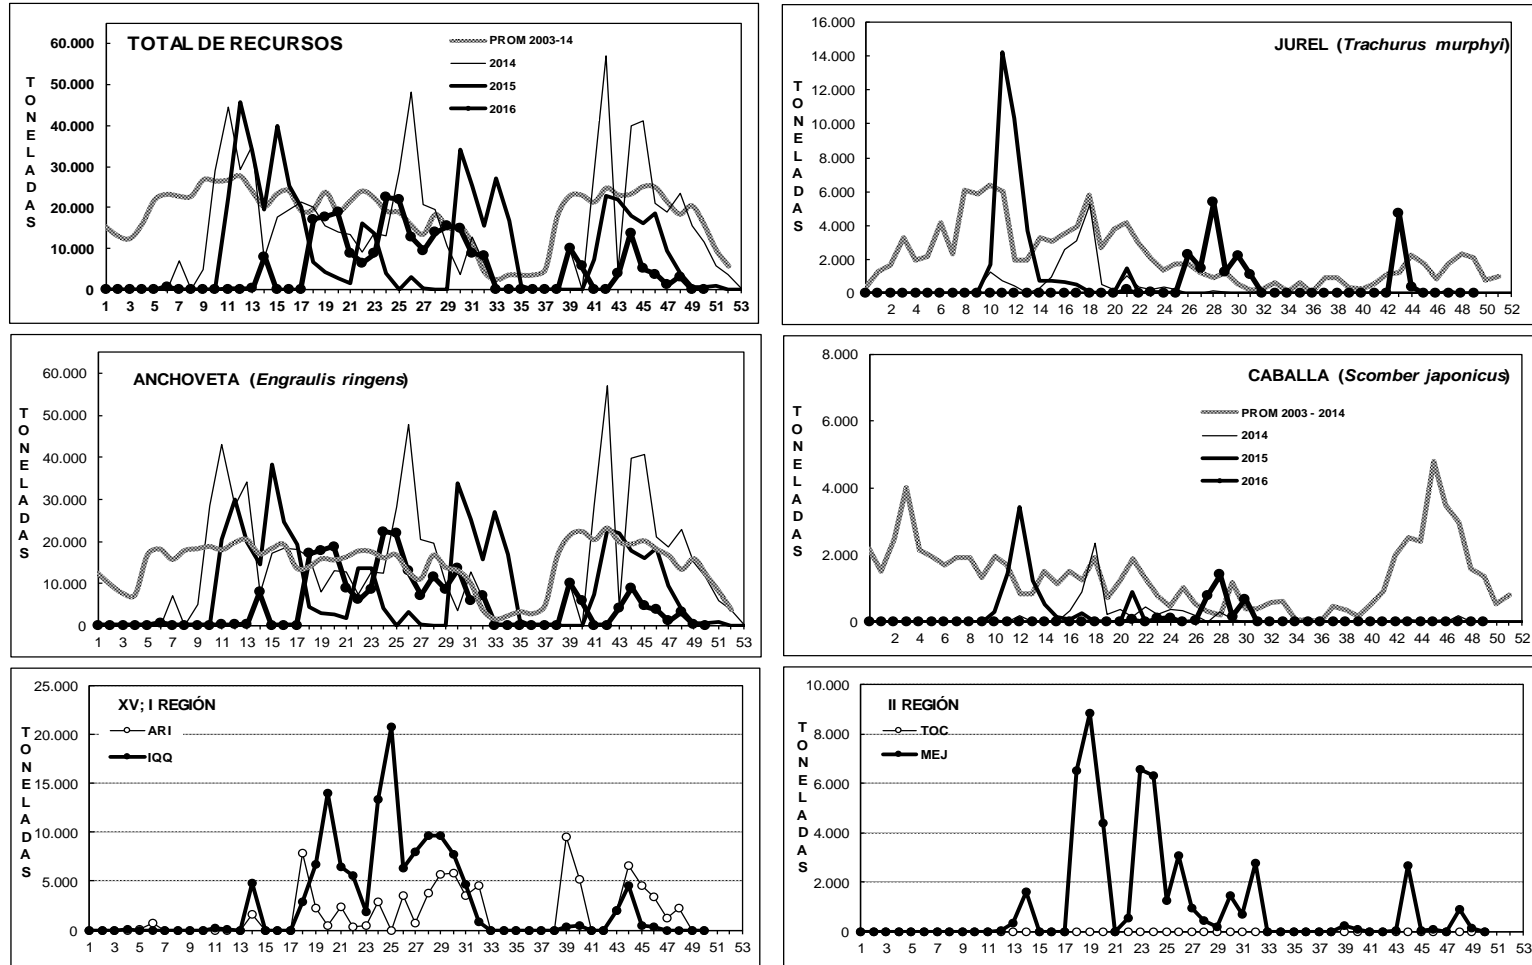 TOTAL DE RECURSOS
PROM 2003-14
2014
2015
2016
TONELADAS
60.000
50.000
40.000
30.000
20.000
10.000
0
1 3 5 7 9 11 13 15 17 19 21 23 25 27 29 31 33 35 37 39 41 43 45 47 49 51 53
JUREL (Trachurus murphyi)
TONELADAS
16.000
14.000
12.000
10.000
8.000
6.000
4.000
2.000
0
2 4 6 8 10 12 14 16 18 20 22 24 26 28 30 32 34 36 38 40 42 44 46 48 50 52
ANCHOVETA (Engraulis ringens)
TONELADAS
60.000
50.000
40.000
30.000
20.000
10.000
0
1 3 5 7 9 11 13 15 17 19 21 23 25 27 29 31 33 35 37 39 41 43 45 47 49 51 53
CABALLA (Scomber japonicus)
PROM 2003 - 2014
2014
2015
2016
TONELADAS
8.000
6.000
4.000
2.000
0
2 4 6 8 10 12 14 16 18 20 22 24 26 28 30 32 34 36 38 40 42 44 46 48 50 52
XV; I REGIÓN
ARI
IQQ
TONELADAS
25.000
20.000
15.000
10.000
5.000
0
1 3 5 7 9 11 13 15 17 19 21 23 25 27 29 31 33 35 37 39 41 43 45 47 49 51 53
II REGIÓN
TOC
MEJ
TONELADAS
10.000
8.000
6.000
4.000
2.000
0
1 3 5 7 9 11 13 15 17 19 21 23 25 27 29 31 33 35 37 39 41 43 45 47 49 51 53